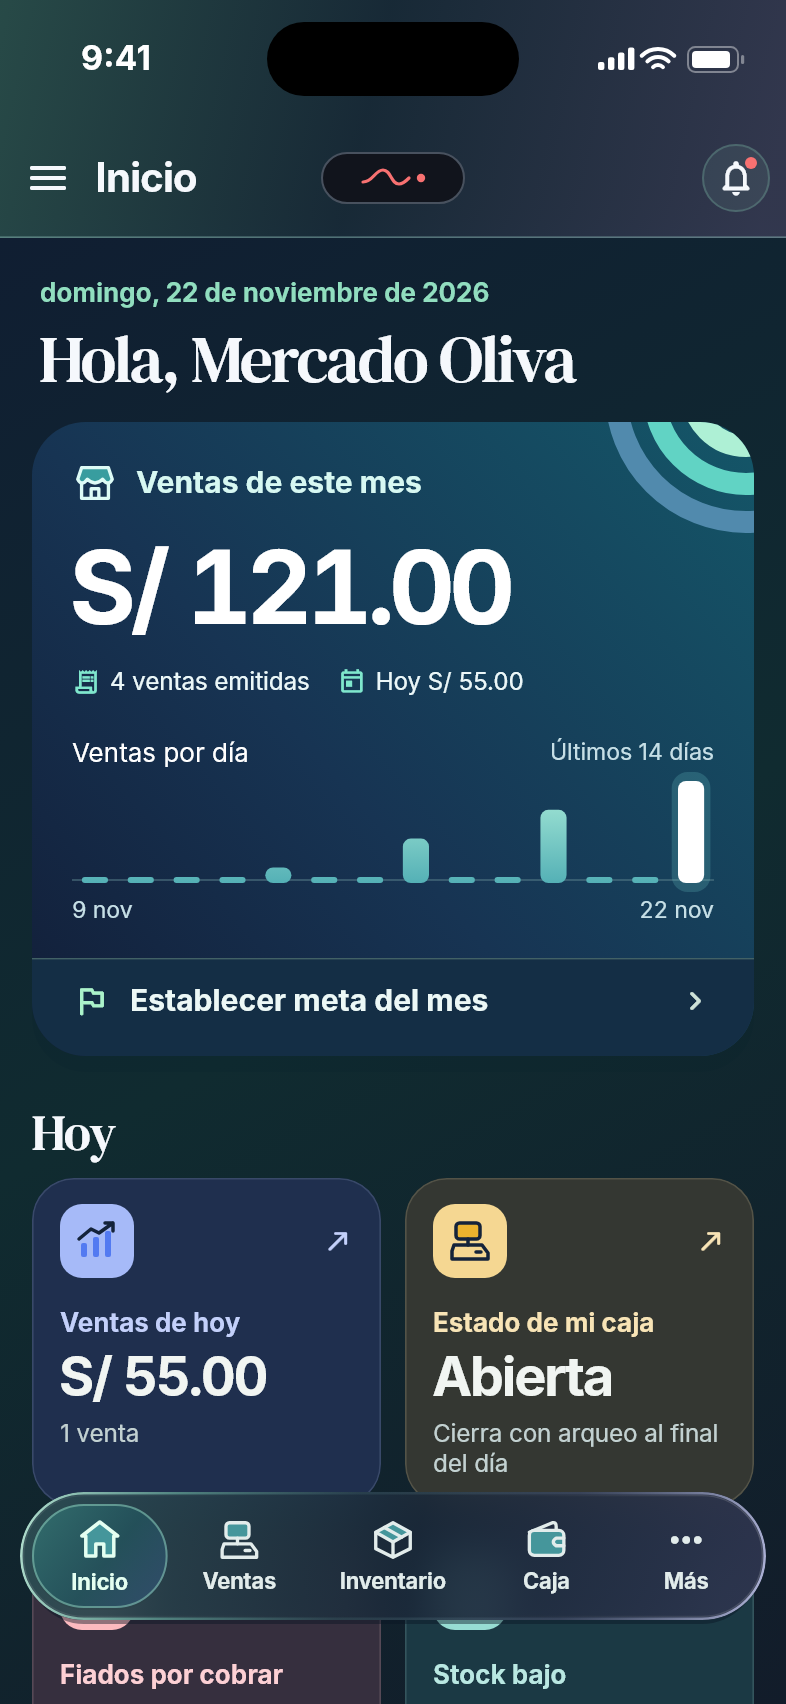 9:41
Inicio
domingo, 22 de noviembre de 2026
Hola, Mercado Oliva
Ventas de este mes
S/ 121.00
4 ventas emitidas Hoy S/ 55.00
Ventas por día Últimos 14 días
9 nov 22 nov
Establecer meta del mes
Hoy
Ventas de hoy
S/ 55.00
1 venta
Estado de mi caja
Abierta
Cierra con arqueo al final
del día
Inicio Ventas Inventario Caja Más
Fiados por cobrar
Stock bajo